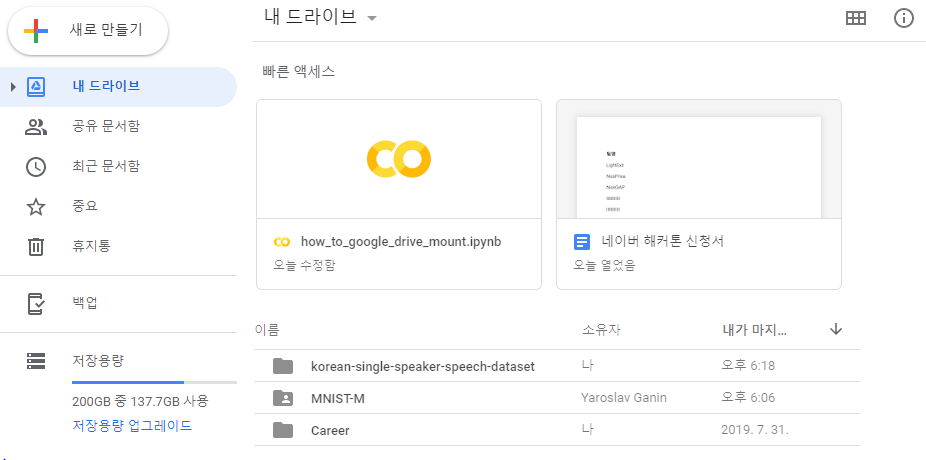 새로 만들기
내 드라이브
공유 문서함
최근 문서함
중요
휴지통
백업
저장용량
200GB 중 137.7GB 사용
저장용량 업그레이드
내 드라이브
빠른 액세스
how_to_google_drive_mount.ipynb
오늘 수정함
팀명
LightExt
NickGAP
네이버 해커톤 신청서
오늘 열었음
이름 소유자 내가 마지...
korean-single-speaker-speech-dataset 나 오후 6:18
MNIST-M Yaroslav Ganin 오후 6:06
Career 나 2019. 7. 31.